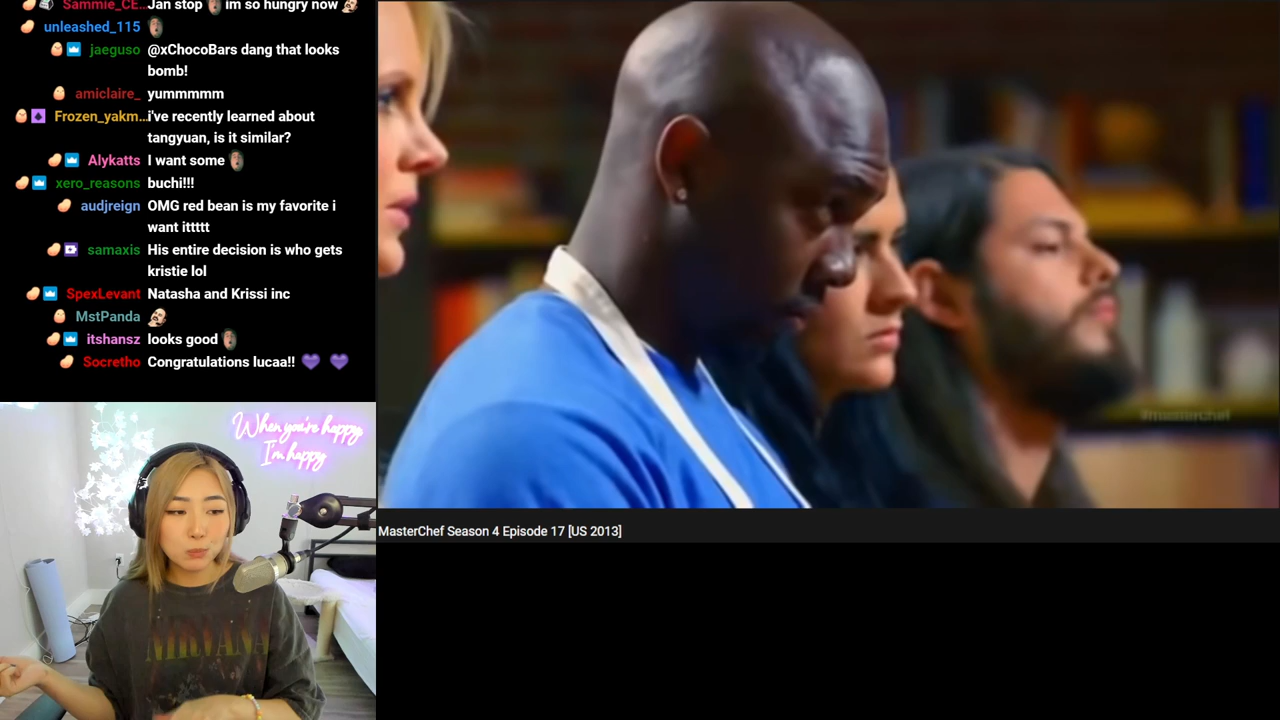 Sammie_CE… Jan stop im so hungry now
unleashed_115
jaeguso @xChocoBars dang that looks
bomb!
amiclaire_ yummmmm
Frozen_yakm… i've recently learned about
tangyuan, is it similar?
Alykatts I want some
xero_reasons buchi!!!
audjreign OMG red bean is my favorite i
want ittttt
samaxis His entire decision is who gets
kristie lol
SpexLevant Natasha and Krissi inc
MstPanda
itshansz looks good
Socretho Congratulations lucaa!!
When you're happy
I'm happy
NIRVANA
#masterchef
MasterChef Season 4 Episode 17 [US 2013]